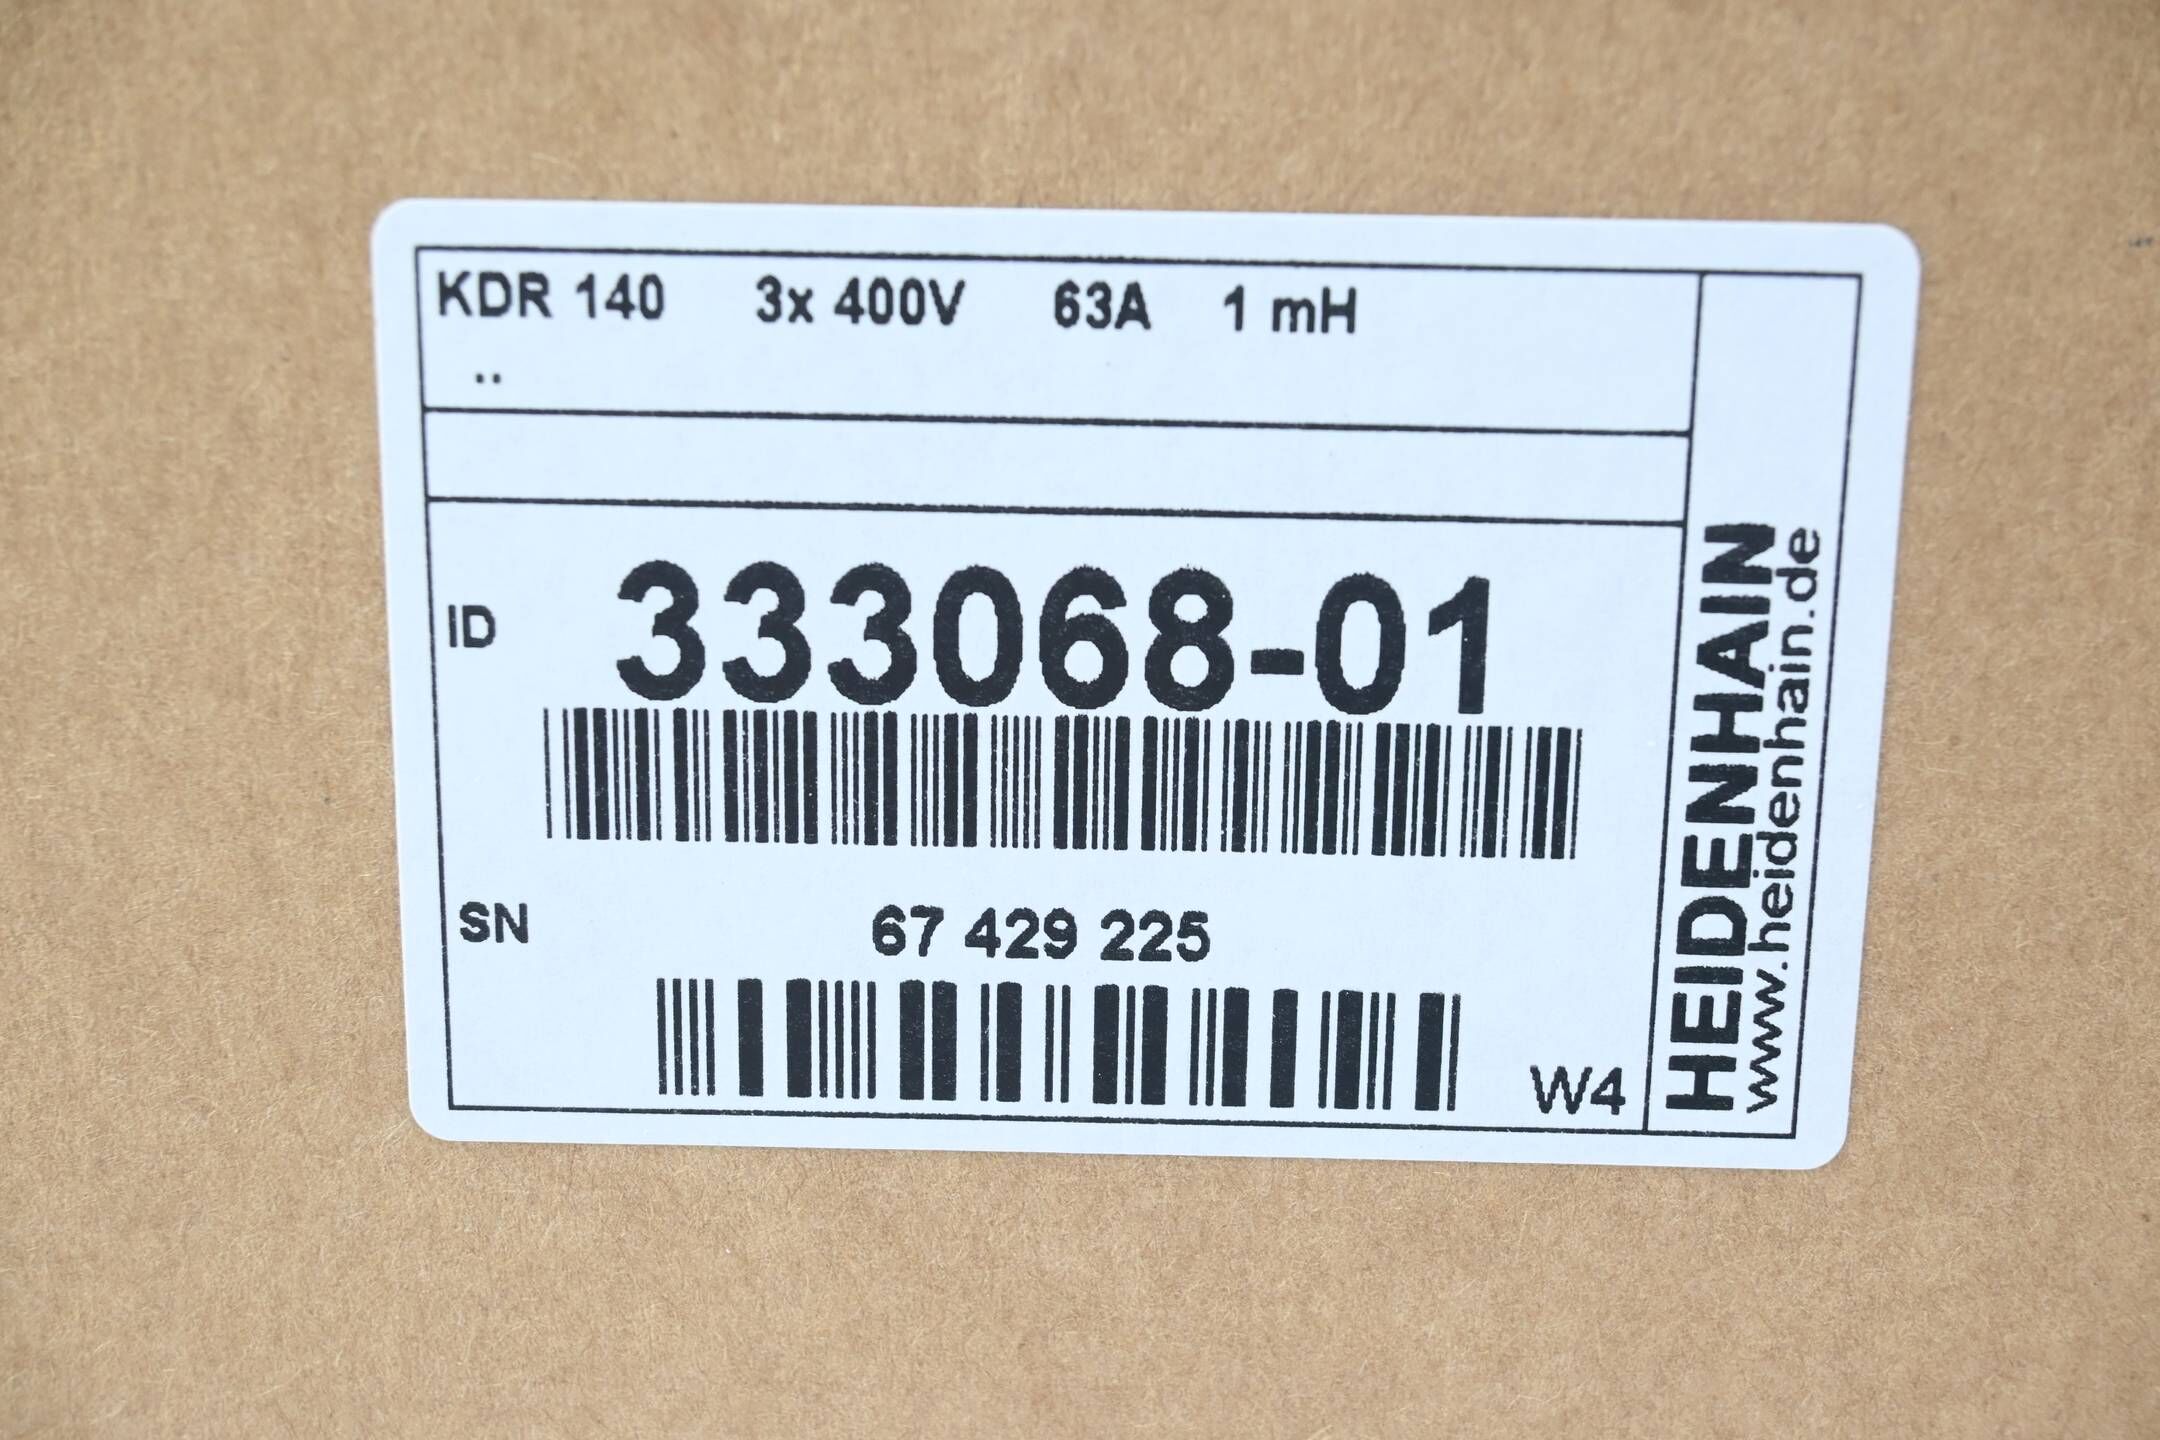 KDR 140 3x 400V 63A 1 mH
..
ID 333068-01
SN 67 429 225
W4
HEIDENHAIN
www.heidenhain.de